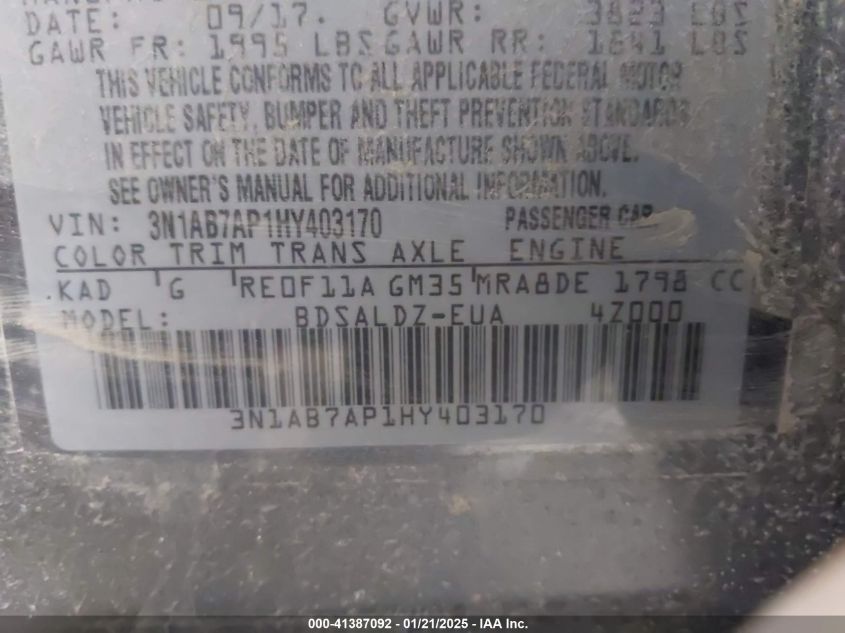 DATE: 09/17. GVWR: 3823 LBS
GAWR FR: 1995 LBS GAWR RR: 1841 LBS
THIS VEHICLE CONFORMS TO ALL APPLICABLE FEDERAL MOTOR
VEHICLE SAFETY, BUMPER AND THEFT PREVENTION STANDARDS
IN EFFECT ON THE DATE OF MANUFACTURE SHOWN ABOVE.
SEE OWNER'S MANUAL FOR ADDITIONAL INFORMATION.
VIN: 3N1AB7AP1HY403170 PASSENGER CAR
COLOR TRIM TRANS AXLE ENGINE
KAD G RE0F11A GM35 MRA8DE 1798 CC
MODEL: BDSALDZ-EUA 4Z000
3N1AB7AP1HY403170
000-41387092 - 01/21/2025 - IAA Inc.